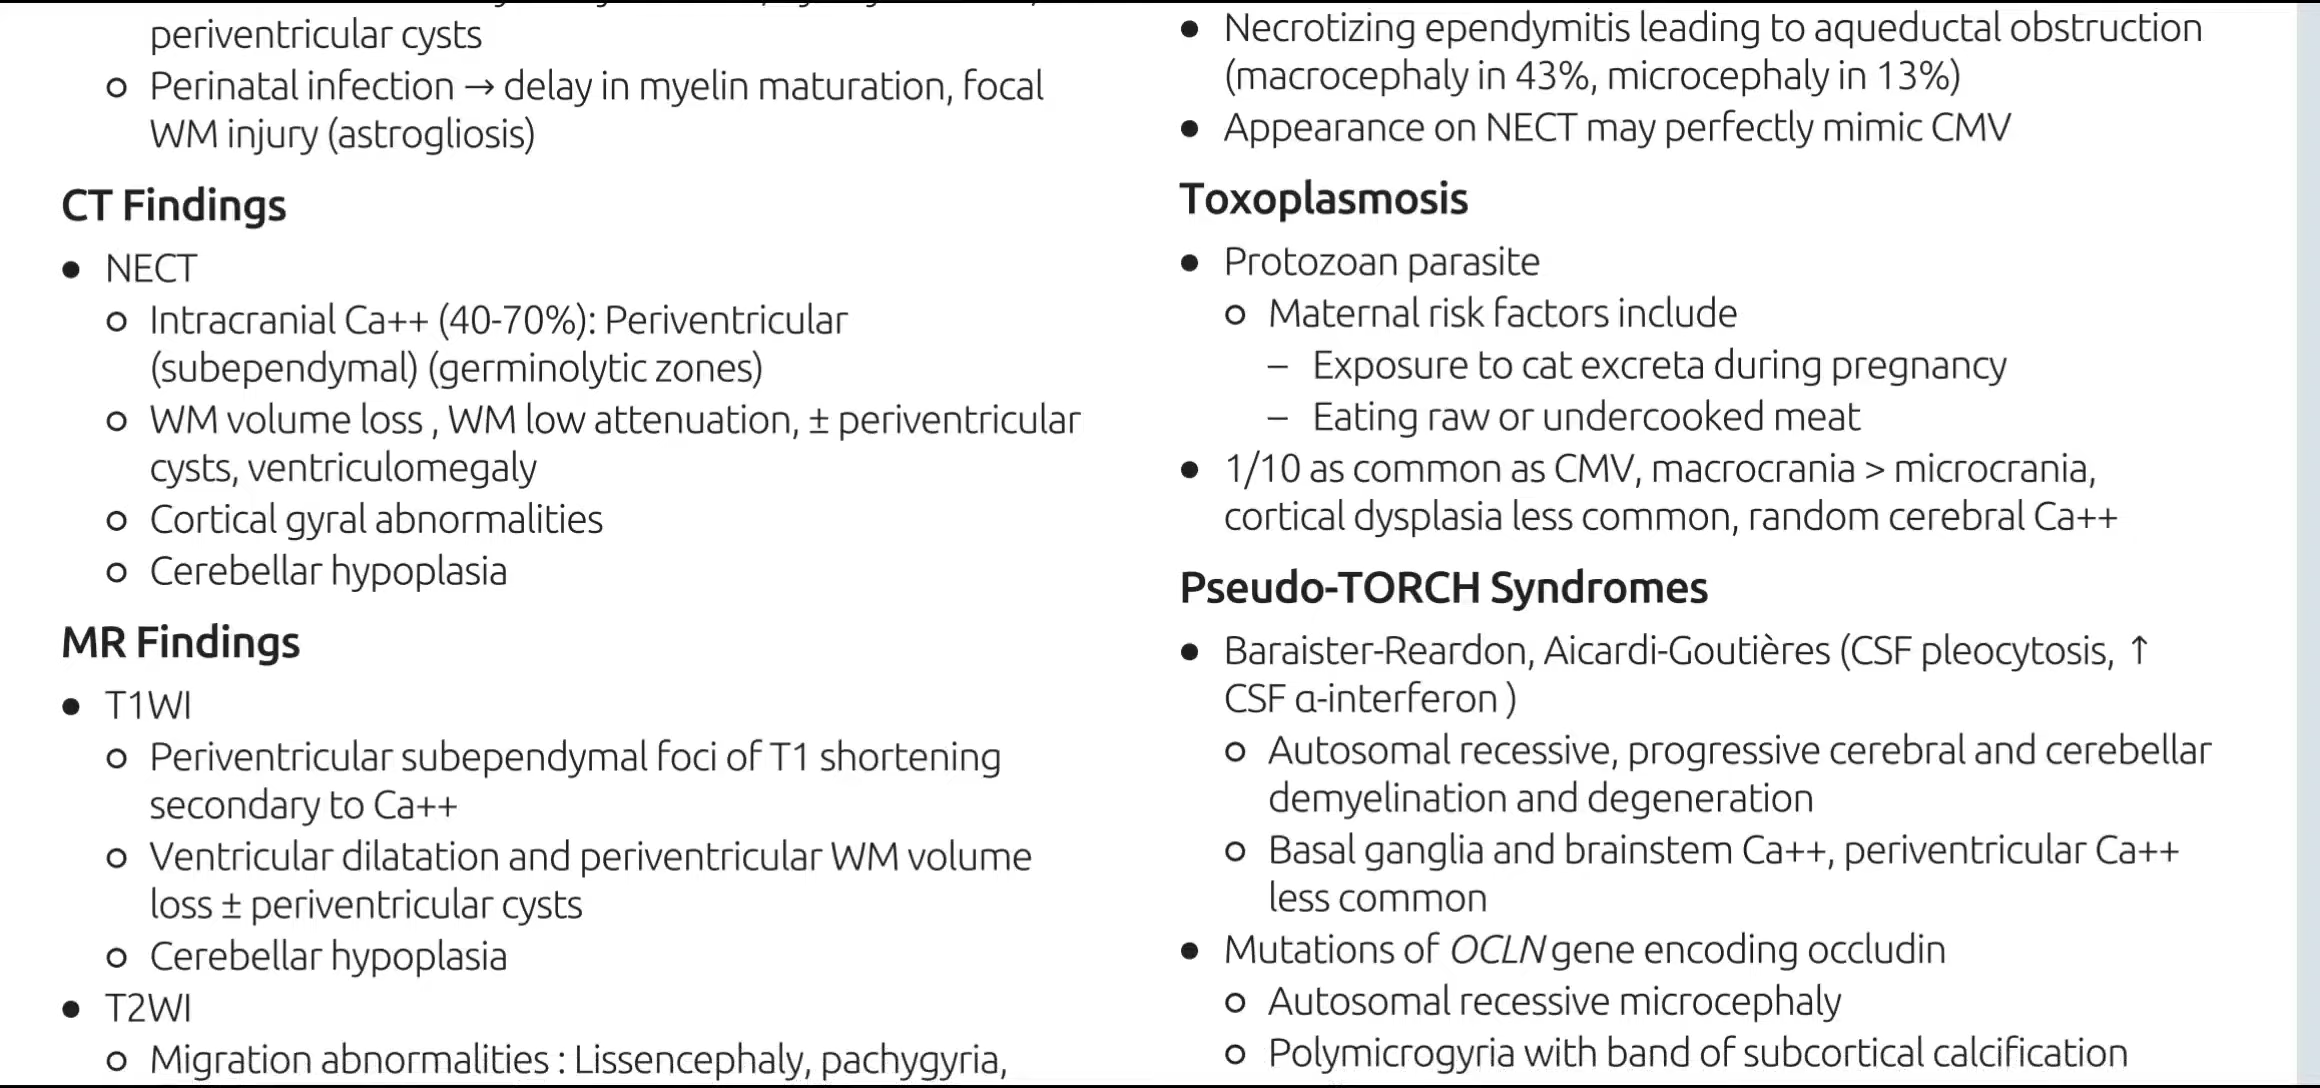 periventricular cysts
○ Perinatal infection → delay in myelin maturation, focal
WM injury (astrogliosis)
CT Findings
● NECT
○ Intracranial Ca++ (40-70%): Periventricular
(subependymal) (germinolytic zones)
○ WM volume loss , WM low attenuation, ± periventricular
cysts, ventriculomegaly
○ Cortical gyral abnormalities
○ Cerebellar hypoplasia
MR Findings
● T1WI
○ Periventricular subependymal foci of T1 shortening
secondary to Ca++
○ Ventricular dilatation and periventricular WM volume
loss ± periventricular cysts
○ Cerebellar hypoplasia
● T2WI
○ Migration abnormalities : Lissencephaly, pachygyria,
● Necrotizing ependymitis leading to aqueductal obstruction
(macrocephaly in 43%, microcephaly in 13%)
● Appearance on NECT may perfectly mimic CMV
Toxoplasmosis
● Protozoan parasite
○ Maternal risk factors include
– Exposure to cat excreta during pregnancy
– Eating raw or undercooked meat
● 1/10 as common as CMV, macrocrania > microcrania,
cortical dysplasia less common, random cerebral Ca++
Pseudo-TORCH Syndromes
● Baraister-Reardon, Aicardi-Goutières (CSF pleocytosis, ↑
CSF α-interferon )
○ Autosomal recessive, progressive cerebral and cerebellar
demyelination and degeneration
○ Basal ganglia and brainstem Ca++, periventricular Ca++
less common
● Mutations of OCLN gene encoding occludin
○ Autosomal recessive microcephaly
○ Polymicrogyria with band of subcortical calcification